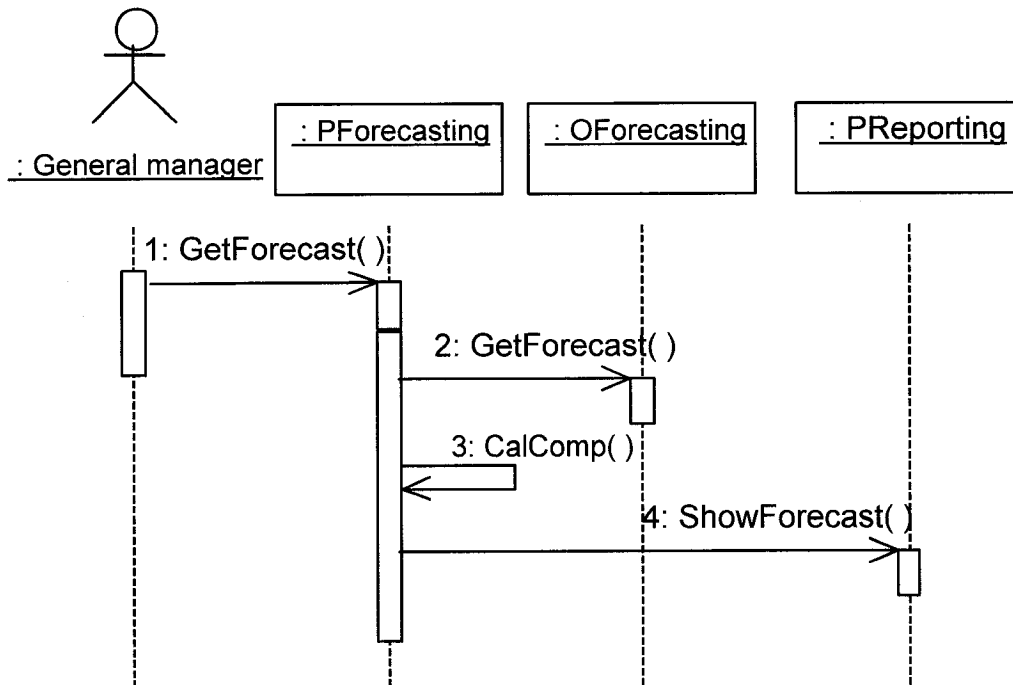 : General manager
: PForecasting
: OForecasting
: PReporting
1: GetForecast( )
2: GetForecast( )
3: CalComp( )
4: ShowForecast( )